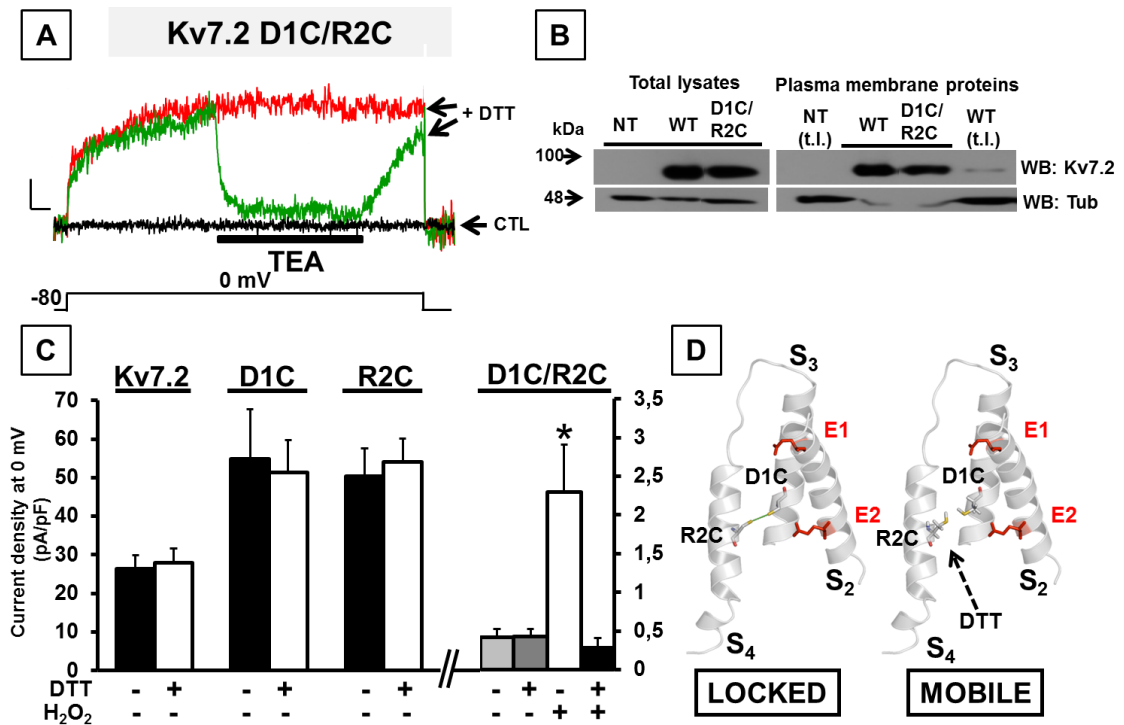 A
Kv7.2 D1C/R2C
+ DTT
CTL
TEA
0 mV
-80
B
Total lysates
Plasma membrane proteins
kDa
NT
WT
D1C/
R2C
NT
(t.l.)
WT
D1C/
R2C
WT
(t.l.)
100
WB: Kv7.2
48
WB: Tub
C
Kv7.2
D1C
R2C
D1C/R2C
Current density at 0 mV
(pA/pF)
70
60
50
40
30
20
10
0
*
3,5
3
2,5
2
1,5
1
0,5
0
DTT - + - + - + - + - +
H₂O₂ - - - - - - - - + +
D
S₃
E1
D1C
E2
R2C
S₂
S₄
LOCKED
S₃
E1
D1C
E2
R2C
S₂
DTT
S₄
MOBILE